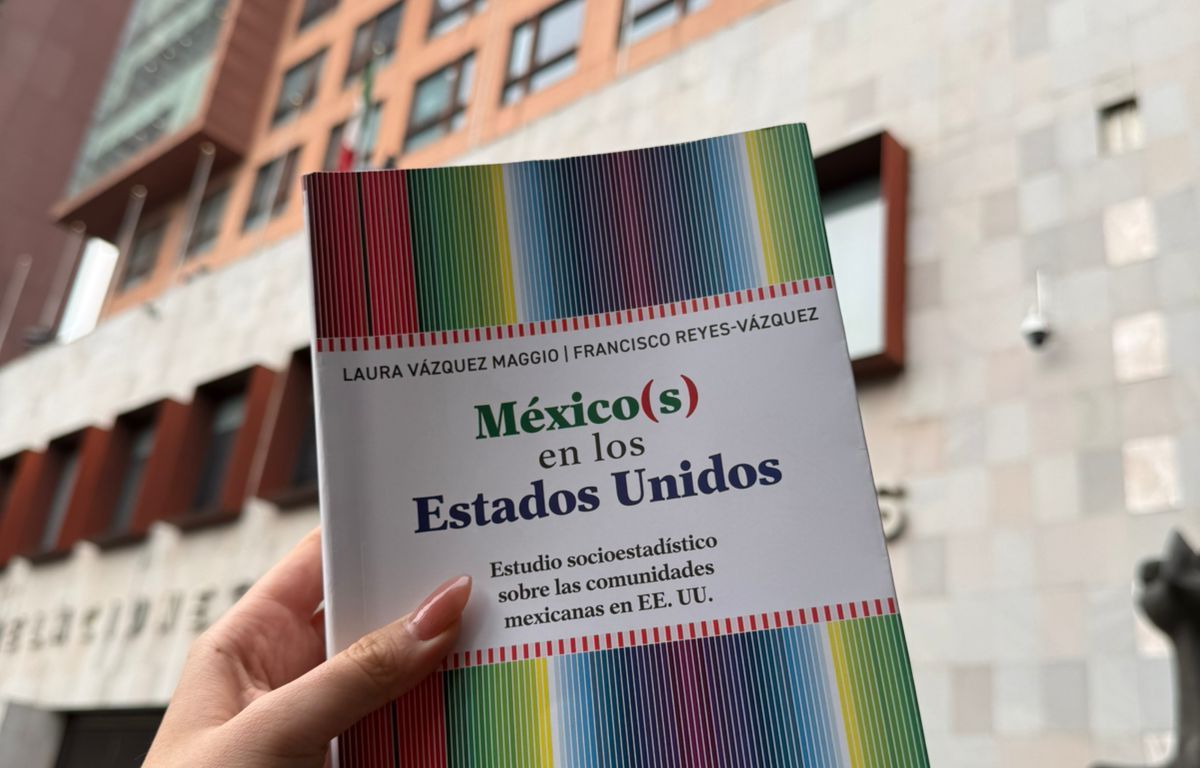 LAURA VÁZQUEZ MAGGIO | FRANCISCO REYES-VÁZQUEZ
México(s)
en los
Estados Unidos
Estudio socioestadístico
sobre las comunidades
mexicanas en EE. UU.